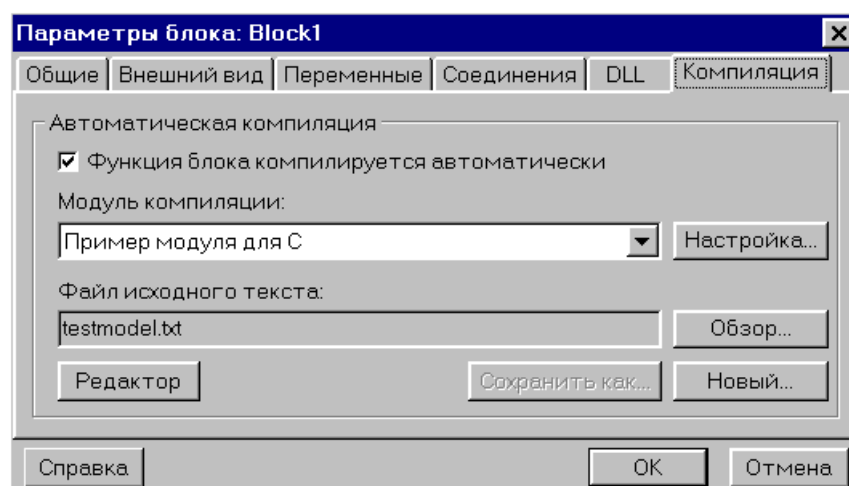 Параметры блока: Block1
Общие Внешний вид Переменные Соединения DLL Компиляция
Автоматическая компиляция
Функция блока компилируется автоматически
Модуль компиляции:
Пример модуля для С Настройка...
Файл исходного текста:
testmodel.txt Обзор...
Редактор Сохранить как... Новый...
Справка OK Отмена